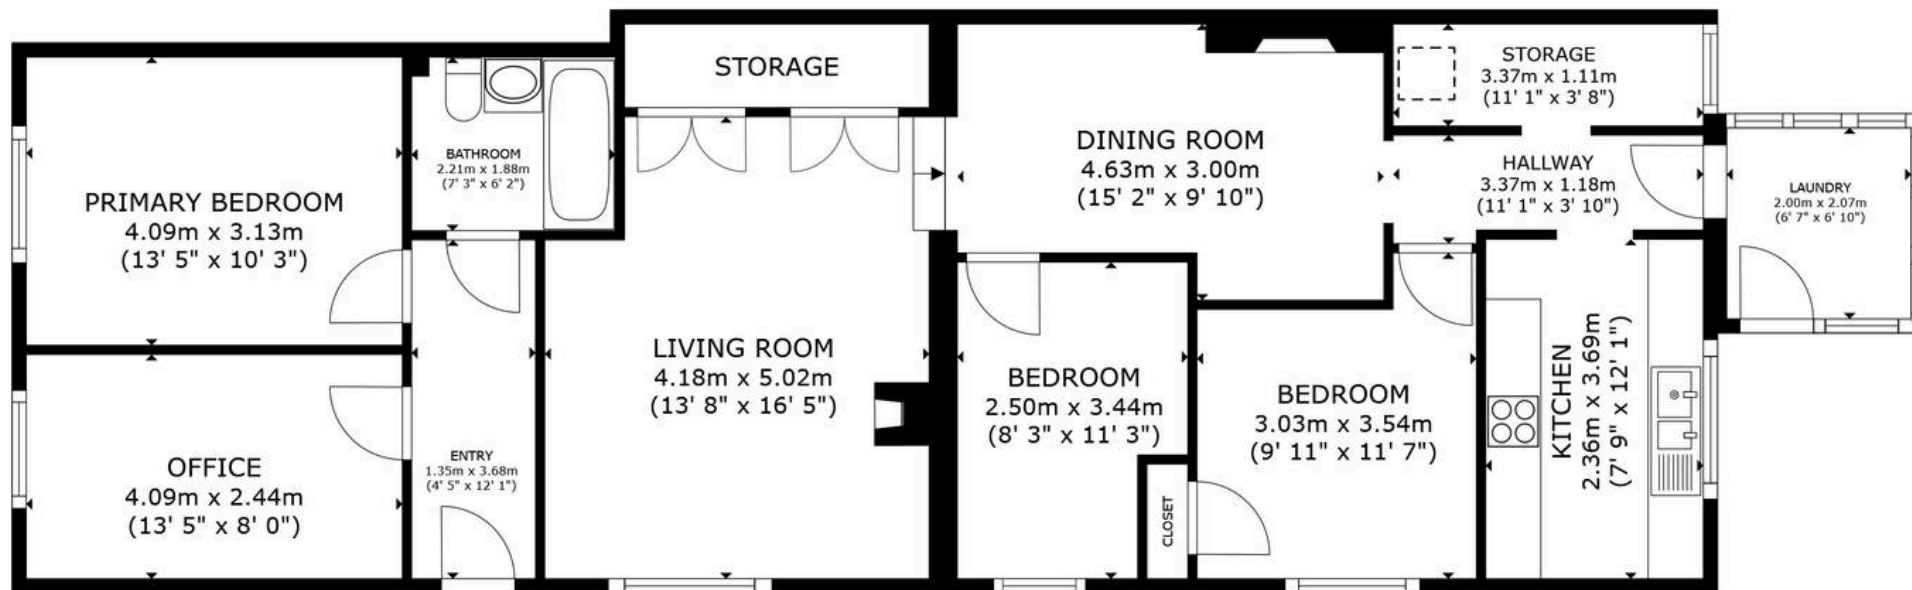 PRIMARY BEDROOM
4.09m x 3.13m
(13' 5" x 10' 3")
OFFICE
4.09m x 2.44m
(13' 5" x 8' 0")
BATHROOM
2.21m x 1.88m
(7' 3" x 6' 2")
ENTRY
1.35m x 3.68m
(4' 5" x 12' 1")
STORAGE
LIVING ROOM
4.18m x 5.02m
(13' 8" x 16' 5")
DINING ROOM
4.63m x 3.00m
(15' 2" x 9' 10")
BEDROOM
2.50m x 3.44m
(8' 3" x 11' 3")
CLOSET
BEDROOM
3.03m x 3.54m
(9' 11" x 11' 7")
STORAGE
3.37m x 1.11m
(11' 1" x 3' 8")
HALLWAY
3.37m x 1.18m
(11' 1" x 3' 10")
KITCHEN
2.36m x 3.69m
(7' 9" x 12' 1")
LAUNDRY
2.00m x 2.07m
(6' 7" x 6' 10")